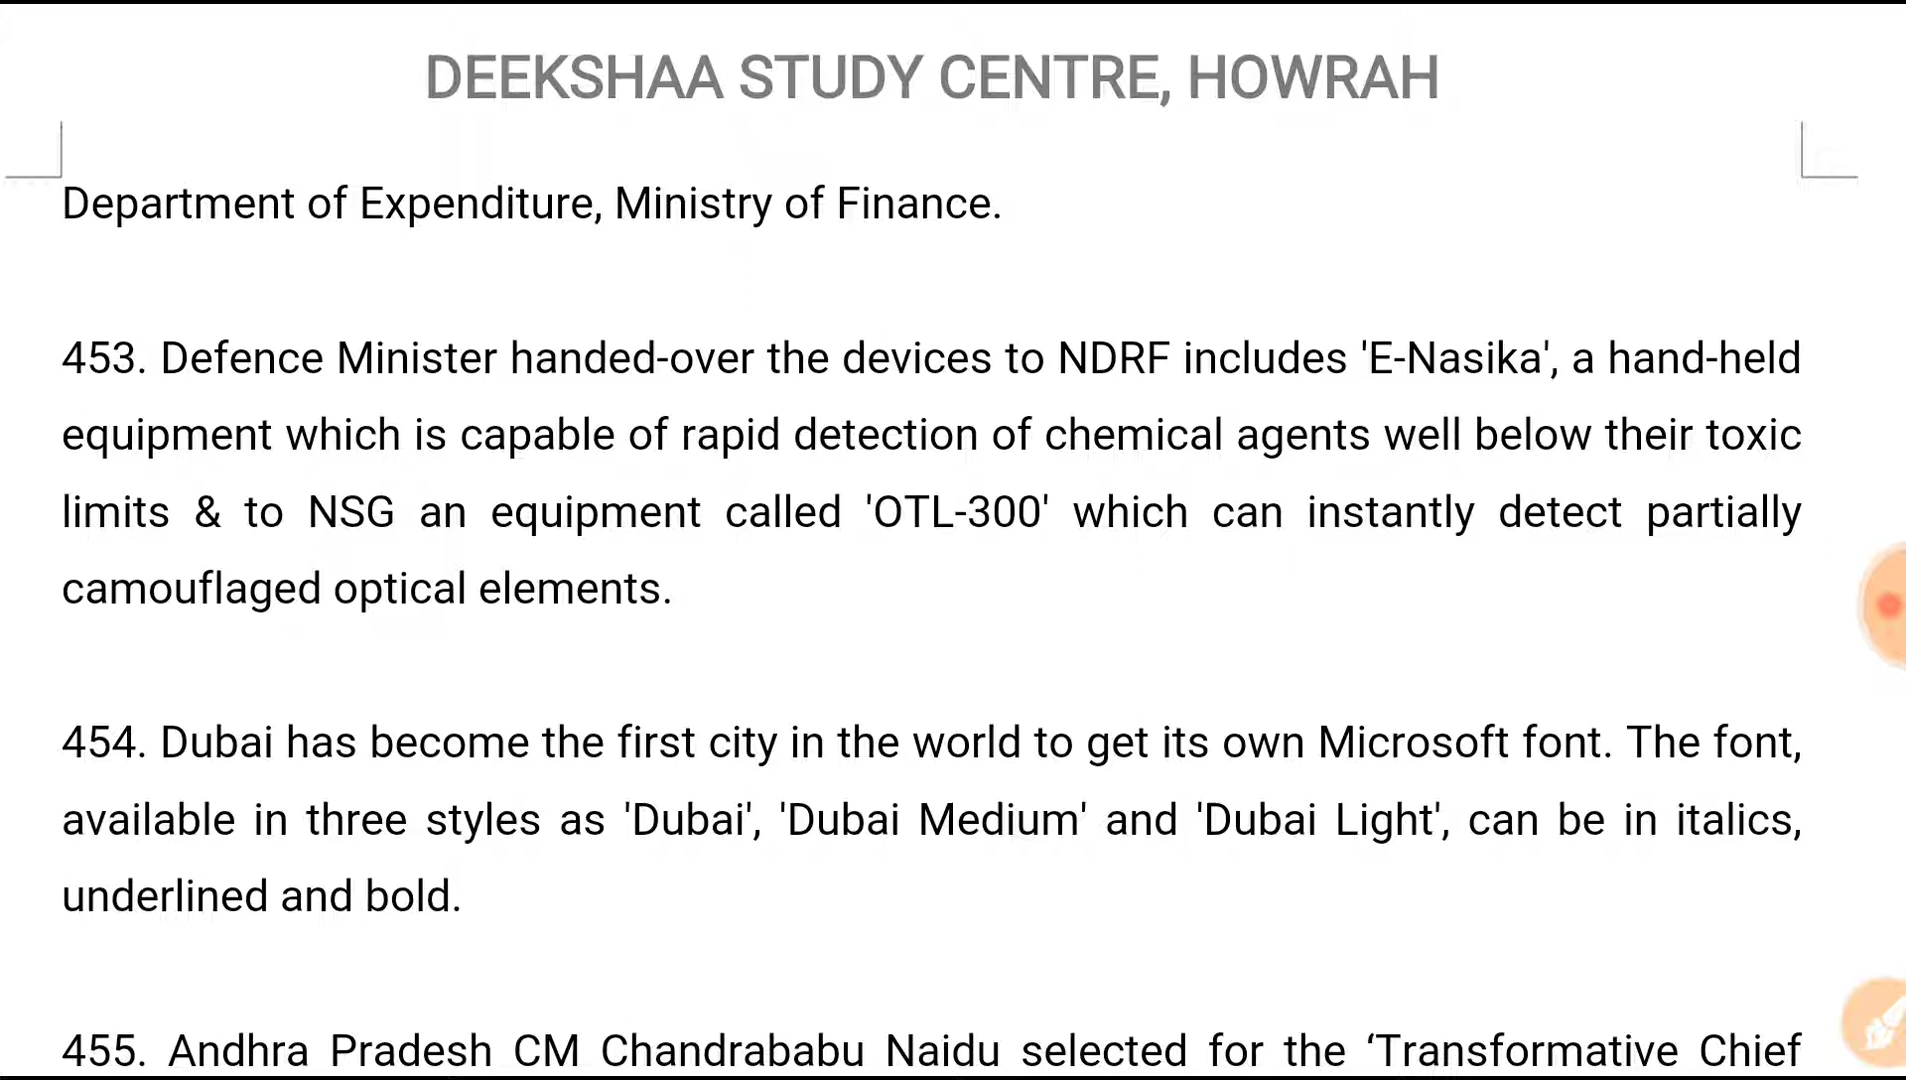 DEEKSHAA STUDY CENTRE, HOWRAH
Department of Expenditure, Ministry of Finance.
453. Defence Minister handed-over the devices to NDRF includes 'E-Nasika', a hand-held
equipment which is capable of rapid detection of chemical agents well below their toxic
limits & to NSG an equipment called 'OTL-300' which can instantly detect partially
camouflaged optical elements.
454. Dubai has become the first city in the world to get its own Microsoft font. The font,
available in three styles as 'Dubai', 'Dubai Medium' and 'Dubai Light', can be in italics,
underlined and bold.
455. Andhra Pradesh CM Chandrababu Naidu selected for the ‘Transformative Chief